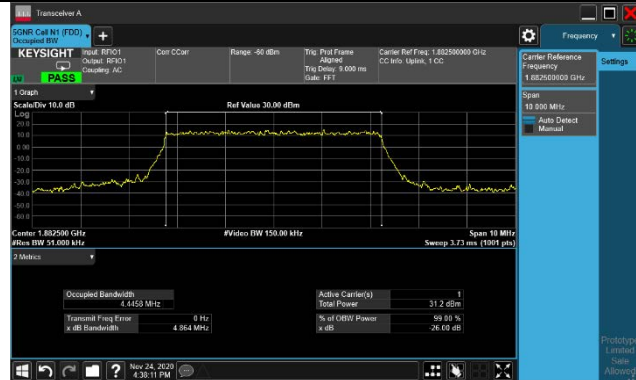 Transceiver A
5GNR Call N1 (FDD)
Occupied BW
Frequency
KEYSIGHT
Input: RFIO1
Output: RFIO1
Coupling: AC
Corr CCorr
Range: -60 dBm
Trig: Prot Frame
Aligned
Trig Delay: 9.000 ms
Gate: FFT
Carrier Ref Freq: 1.882500000 GHz
CC Info: Uplink, 1 CC
LM PASS
Carrier Reference
Frequency
1.882500000 GHz
Settings
Span
10.000 MHz
Auto Detect
Manual
1 Graph
Scale/Div 10.0 dB
Ref Value 30.00 dBm
Log
20.0
10.0
0.00
-10.0
-20.0
-30.0
-40.0
-50.0
-60.0
Center 1.882500 GHz
#Video BW 150.00 kHz
Span 10 MHz
#Res BW 51.000 kHz
Sweep 3.73 ms (1001 pts)
2 Metrics
Occupied Bandwidth
4.4458 MHz
Active Carrier(s) 1
Total Power 31.2 dBm
Transmit Freq Error 0 Hz
x dB Bandwidth 4.864 MHz
% of OBW Power 99.00 %
x dB -26.00 dB
Prototype
Limited
Sale
Allowed
Nov 24, 2020
4:38:11 PM